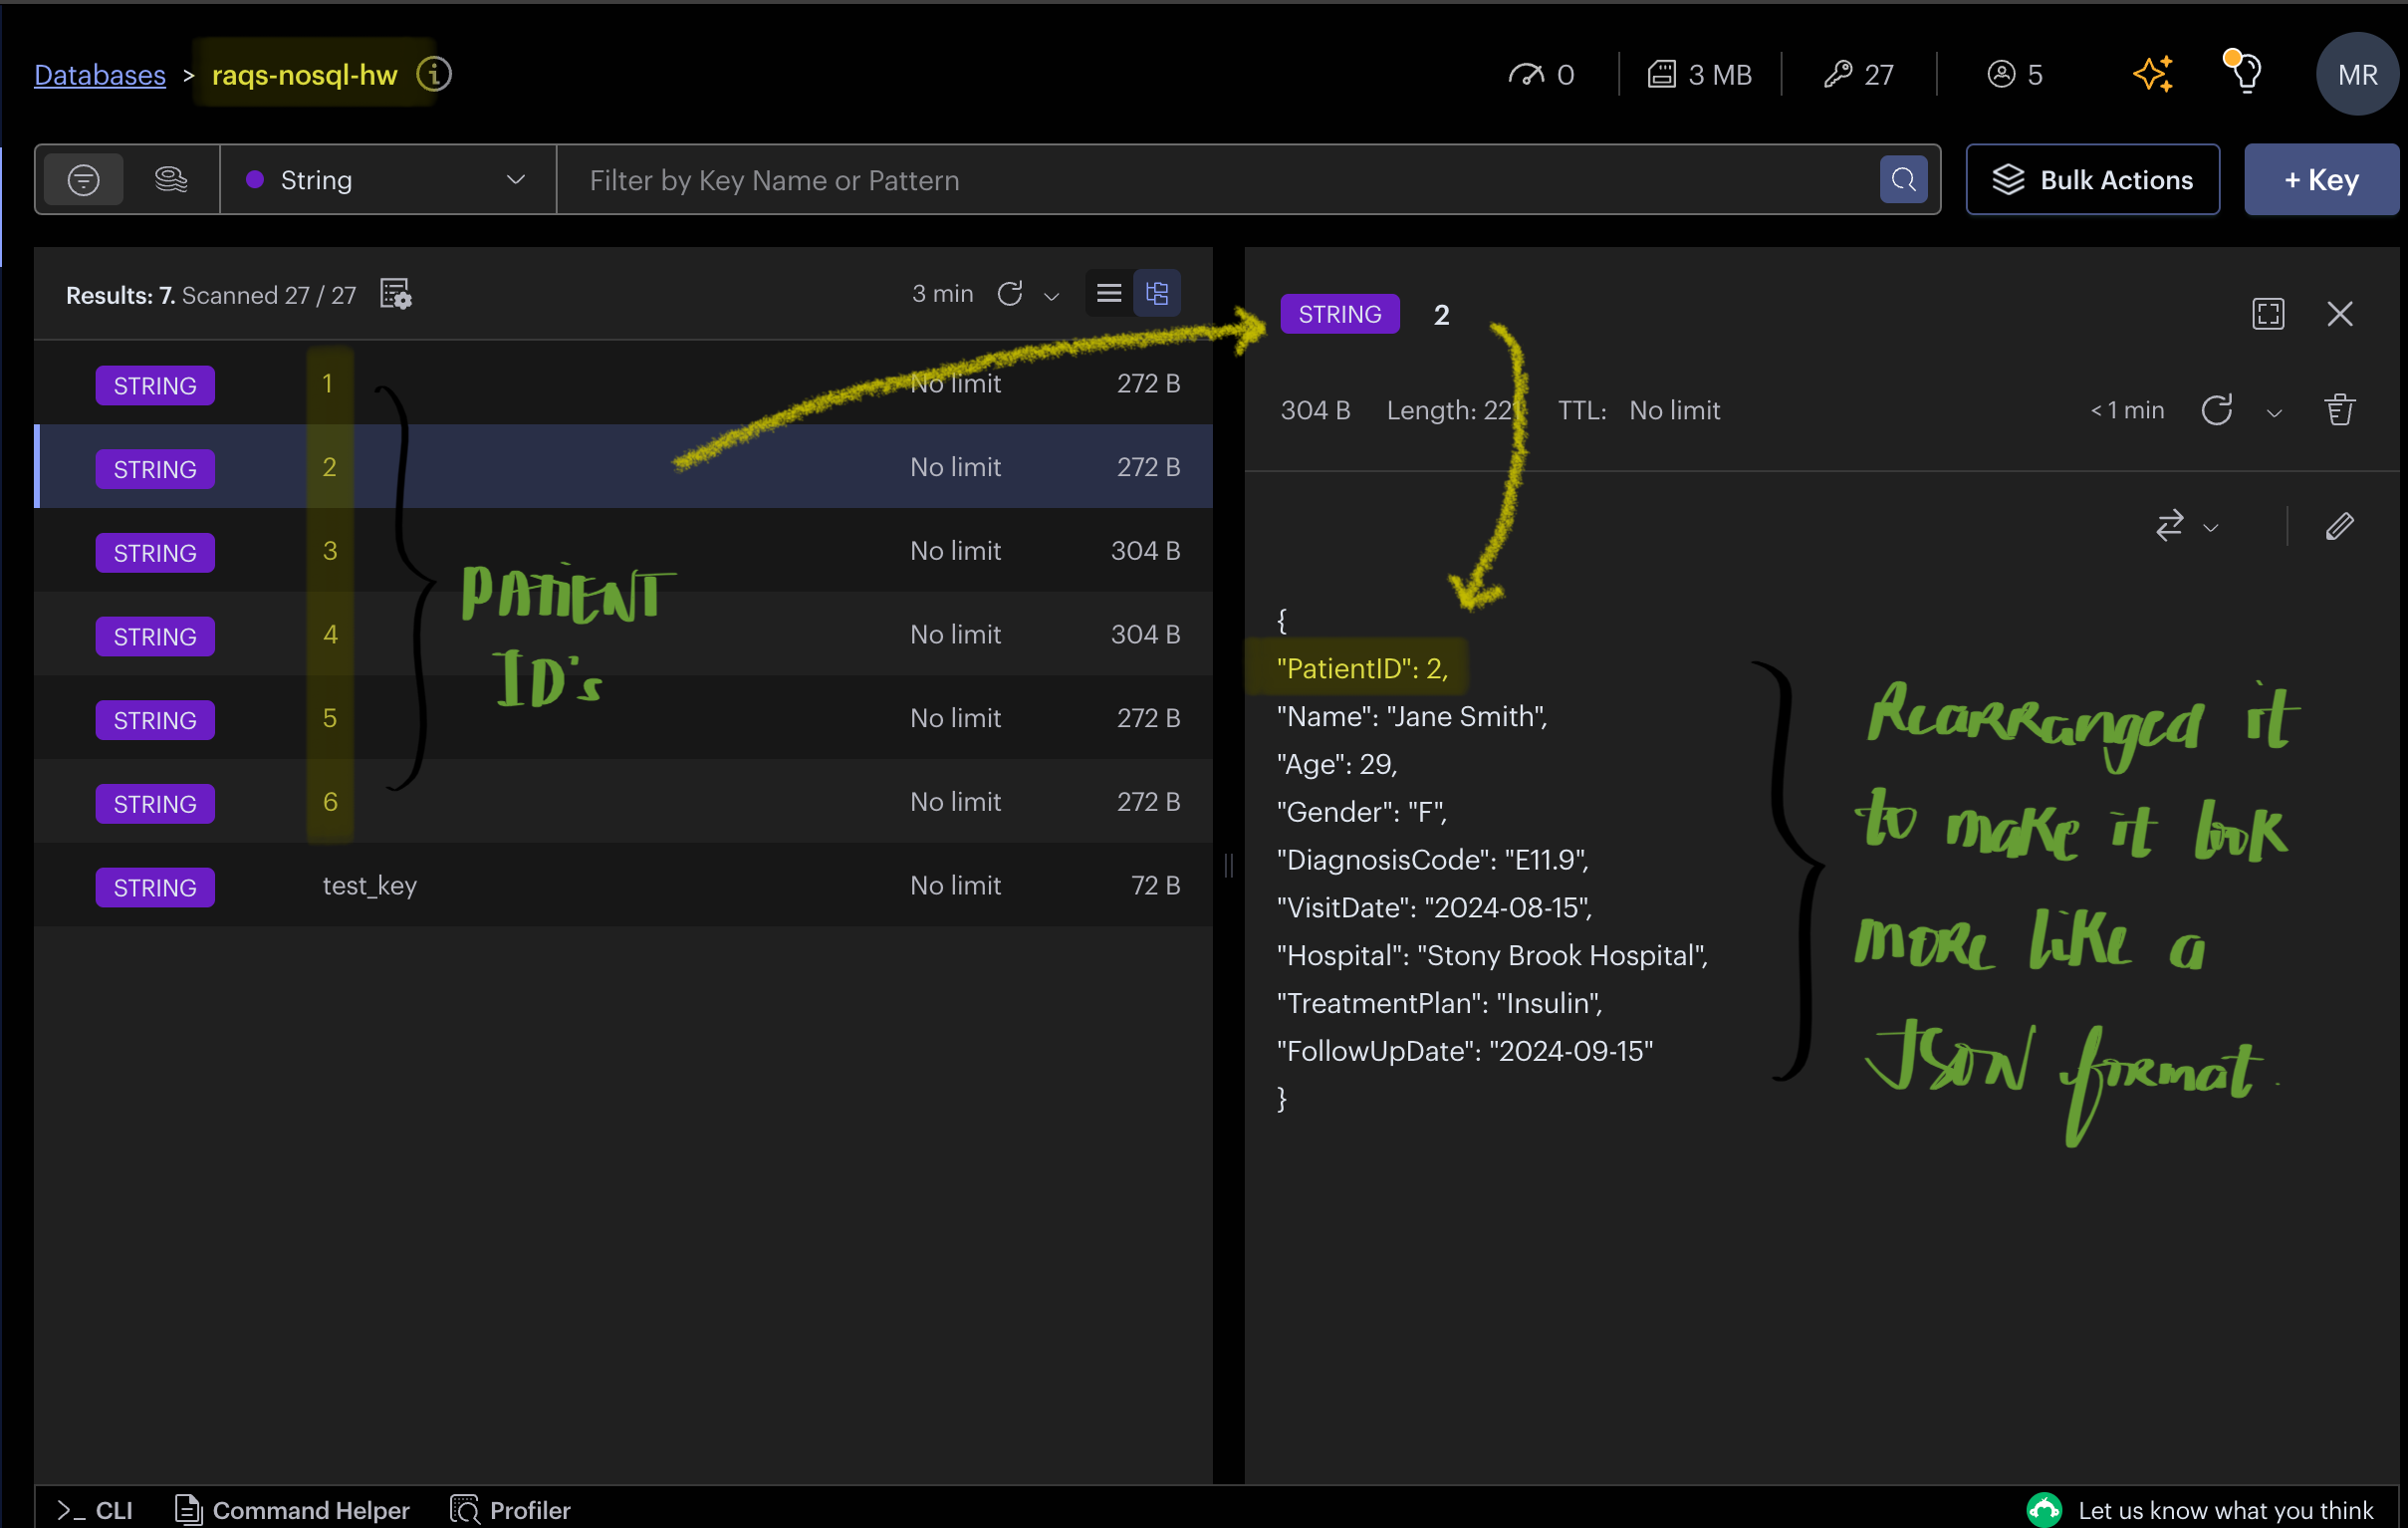 Databases > raqs-nosql-hw
0 3 MB 27 5 MR
String Filter by Key Name or Pattern Bulk Actions + Key
Results: 7. Scanned 27 / 27 3 min
STRING 1 No limit 272 B
STRING 2 No limit 272 B
STRING 3 No limit 304 B
STRING 4 No limit 304 B
STRING 5 No limit 272 B
STRING 6 No limit 272 B
STRING test_key No limit 72 B
PATIENT
ID's
STRING 2
304 B Length: TTL: No limit < 1 min
{
"PatientID": 2,
"Name": "Jane Smith",
"Age": 29,
"Gender": "F",
"DiagnosisCode": "E11.9",
"VisitDate": "2024-08-15",
"Hospital": "Stony Brook Hospital",
"TreatmentPlan": "Insulin",
"FollowUpDate": "2024-09-15"
}
Rearranged it
to make it look
more like a
JSON format.
CLI Command Helper Profiler Let us know what you think